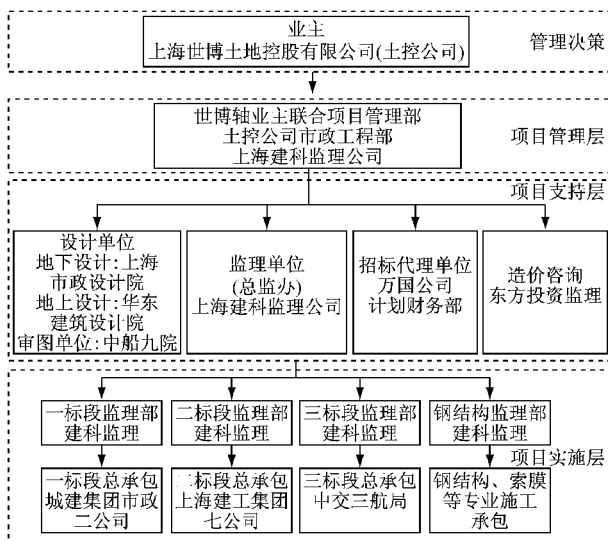 业主
上海世博土地控股有限公司(土控公司)
管理决策
世博轴业主联合项目管理部
土控公司市政工程部
上海建科监理公司
项目管理层
项目支持层
设计单位
地下设计:上海
市政设计院
地上设计:华东
建筑设计院
审图单位:中船九院
监理单位
(总监办)
上海建科监理公司
招标代理单位
万国公司
计划财务部
造价咨询
东方投资监理
一标段监理部
建科监理
二标段监理部
建科监理
三标段监理部
建科监理
钢结构监理部
建科监理
项目实施层
一标段总承包
城建集团市政
二公司
二标段总承包
上海建工集团
七公司
三标段总承包
中交三航局
钢结构、索膜
等专业施工
承包